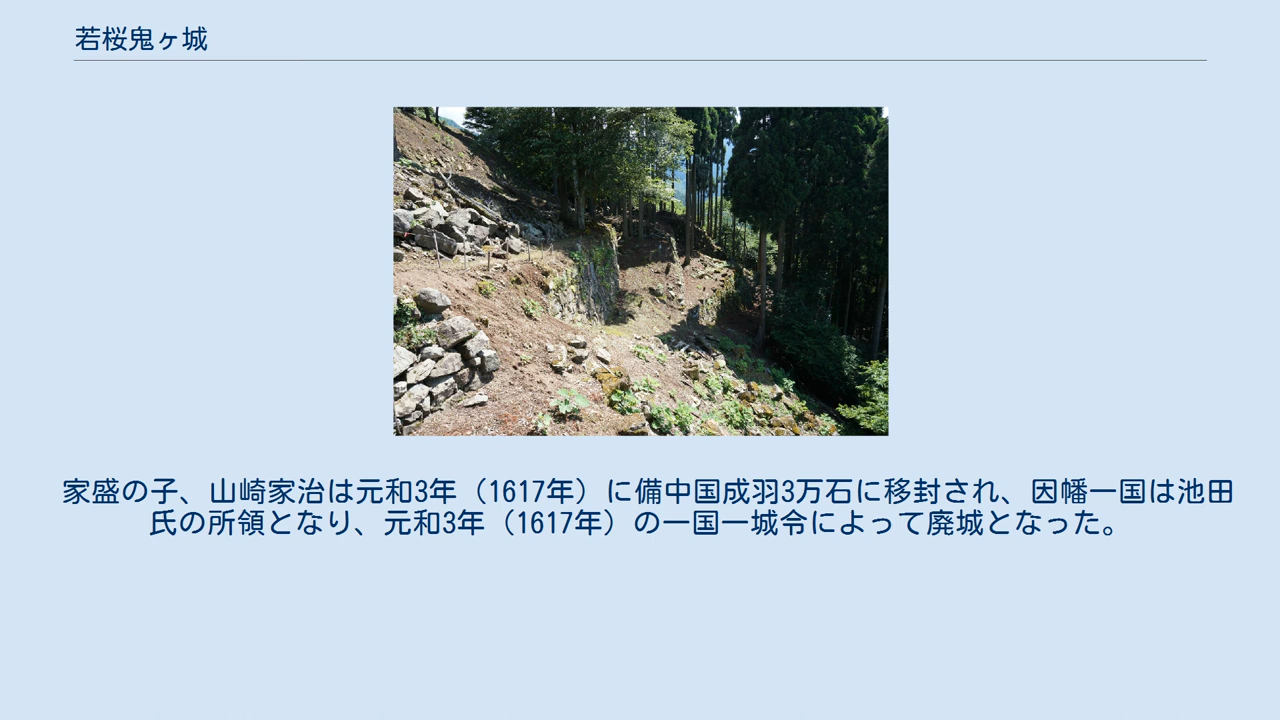 若桜鬼ヶ城
家盛の子、山崎家治は元和3年（1617年）に備中国成羽3万石に移封され、因幡一国は池田
氏の所領となり、元和3年（1617年）の一国一城令によって廃城となった。